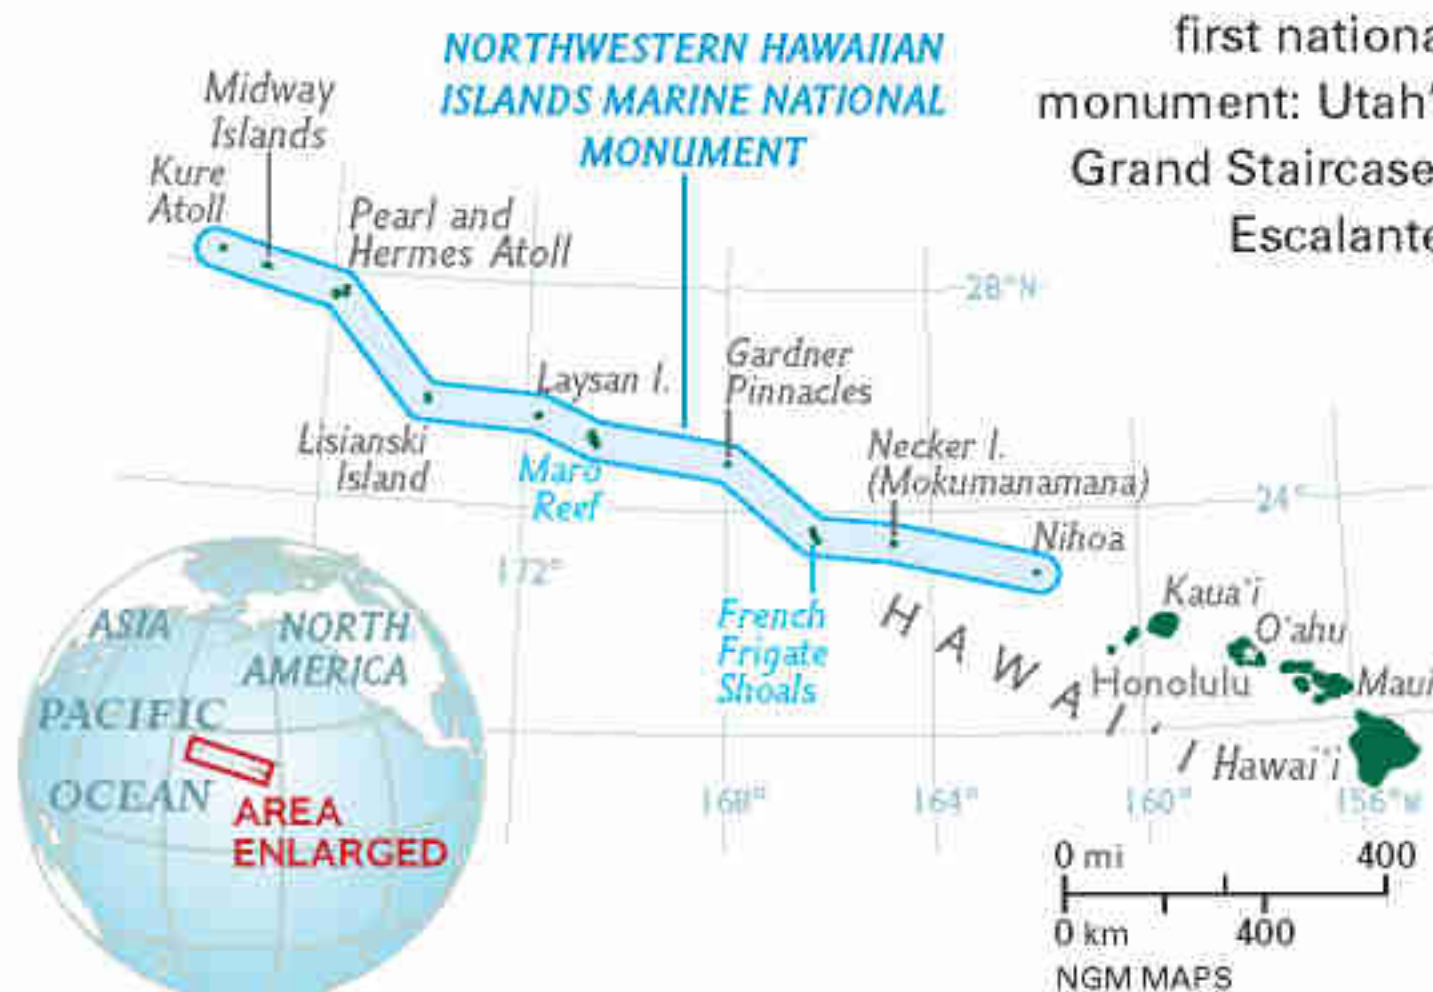 first nationa
monument: Utah'
Grand Staircase
Escalante
NORTHWESTERN HAWAIIAN
ISLANDS MARINE NATIONAL
MONUMENT
Midway
Islands
Kure
Atoll
Pearl and
Hermes Atoll
28°N
Gardner
Pinnacles
Laysan I.
Lisianski
Island
Maro
Reef
Necker I.
(Mokumanamana)
24°
Nihoa
172°
French
Frigate
Shoals
HAWAI'I
Kaua'i
O'ahu
Honolulu
Maui
Hawai'i
168°
164°
160°
156°W
ASIA
NORTH
AMERICA
PACIFIC
OCEAN
AREA
ENLARGED
0 mi 400
0 km 400
NGM MAPS